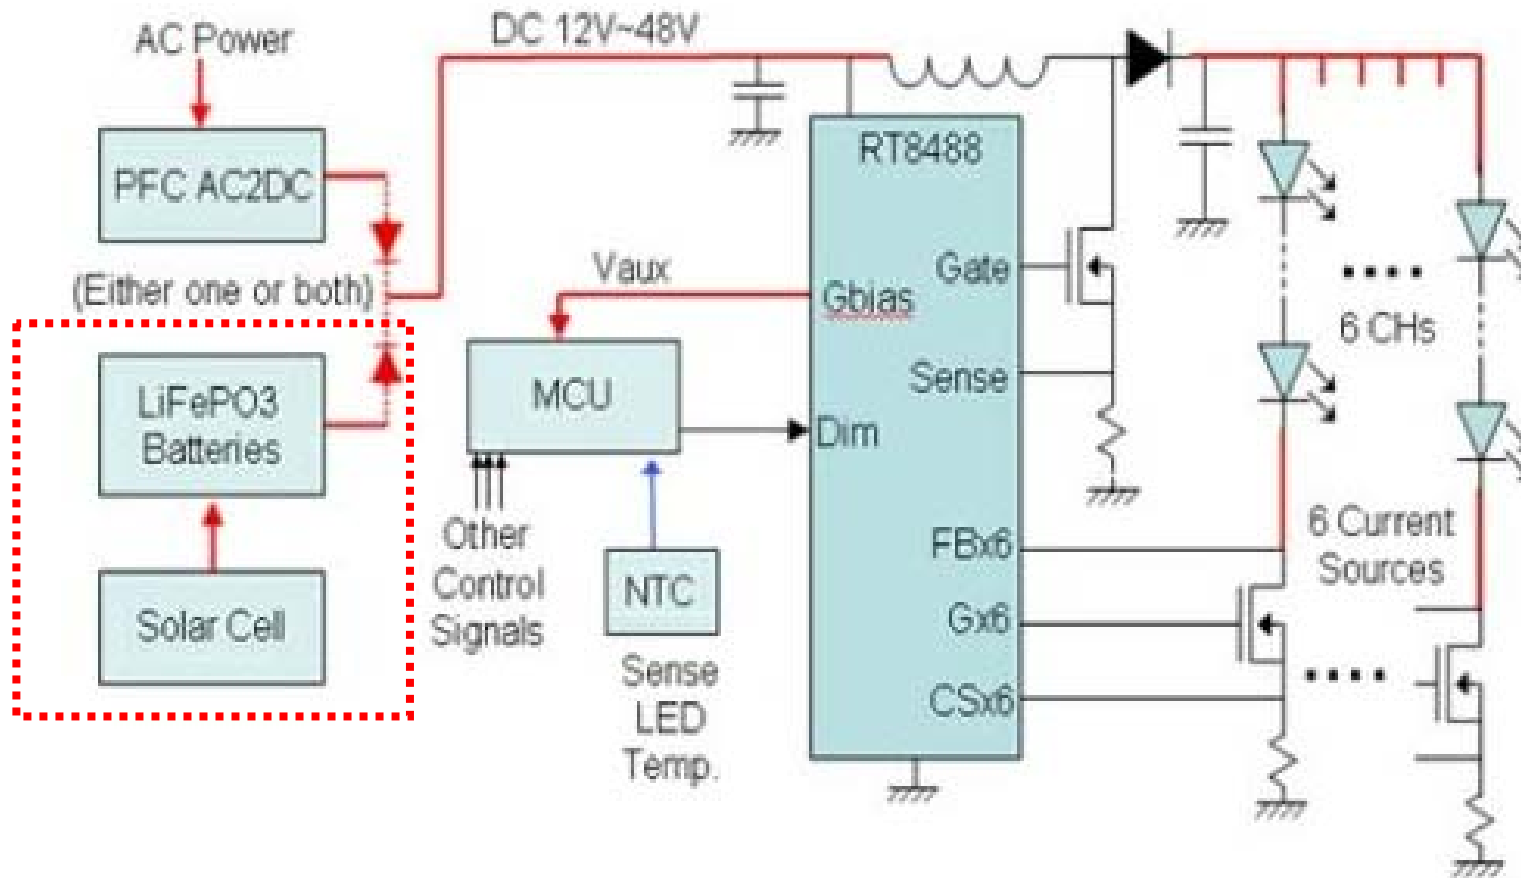 AC Power
DC 12V~48V
PFC AC2DC
(Either one or both)
LiFePO3
Batteries
Solar Cell
Vaux
MCU
Other
Control
Signals
NTC
Sense
LED
Temp.
RT8488
Gate
Gbias
Sense
Dim
FBx6
Gx6
CSx6
6 CHs
6 Current
Sources